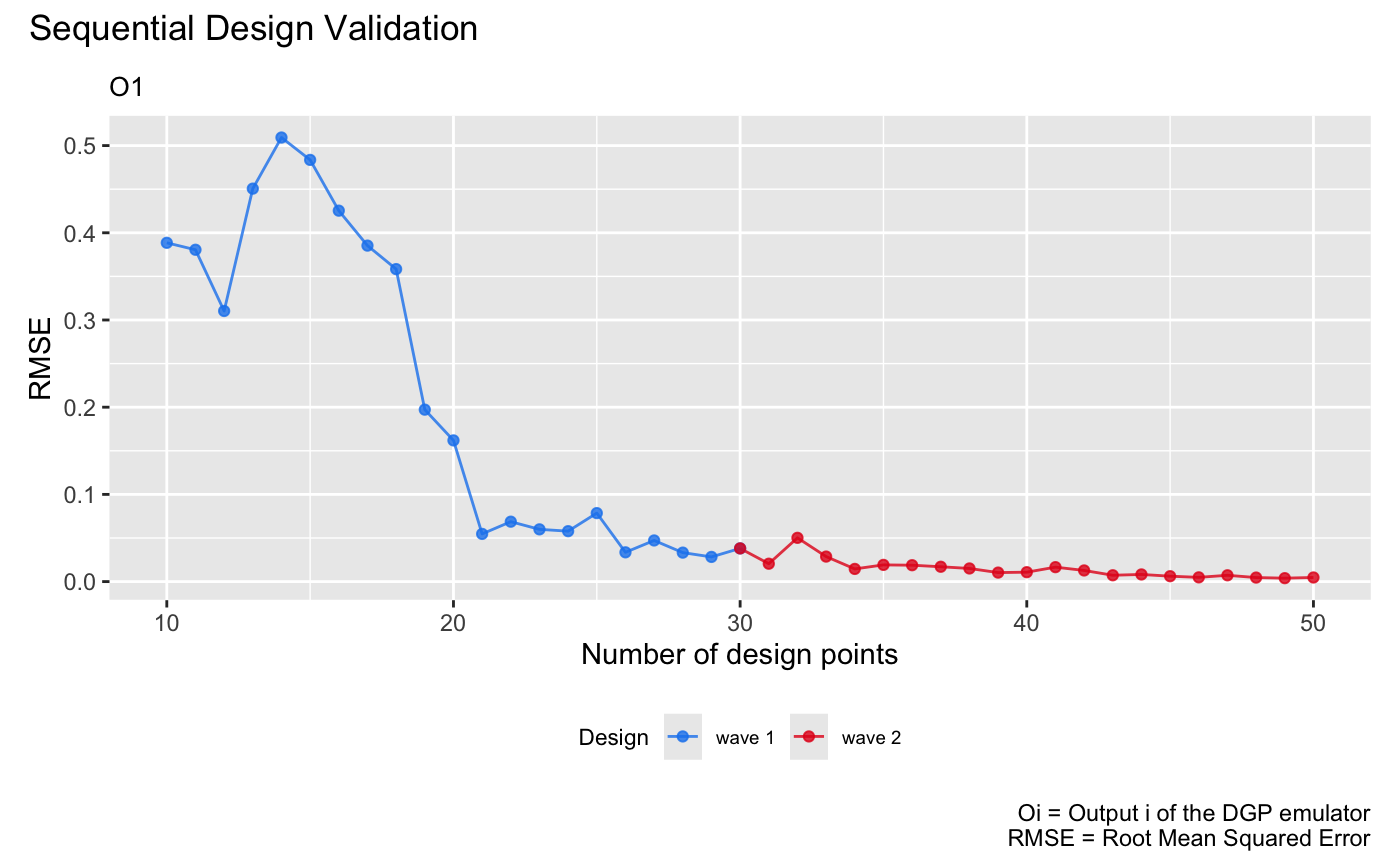 Sequential Design Validation
O1
RMSE
0.5
0.4
0.3
0.2
0.1
0.0
10 20 30 40 50
Number of design points
Design wave 1 wave 2
Oi = Output i of the DGP emulator
RMSE = Root Mean Squared Error